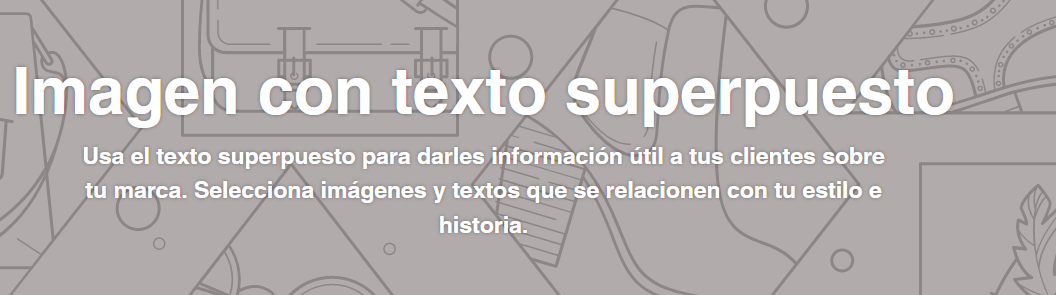 Imagen con texto superpuesto
Usa el texto superpuesto para darles información útil a tus clientes sobre
tu marca. Selecciona imágenes y textos que se relacionen con tu estilo e
historia.